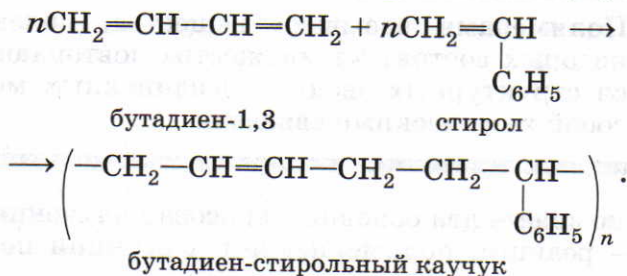 nCH₂=CH—CH=CH₂ + nCH₂=CH ⟶
C₆H₅
бутадиен-1,3 стирол
⟶ (—CH₂—CH=CH—CH₂—CH₂—CH—)n .
C₆H₅
бутадиен-стирольный каучук